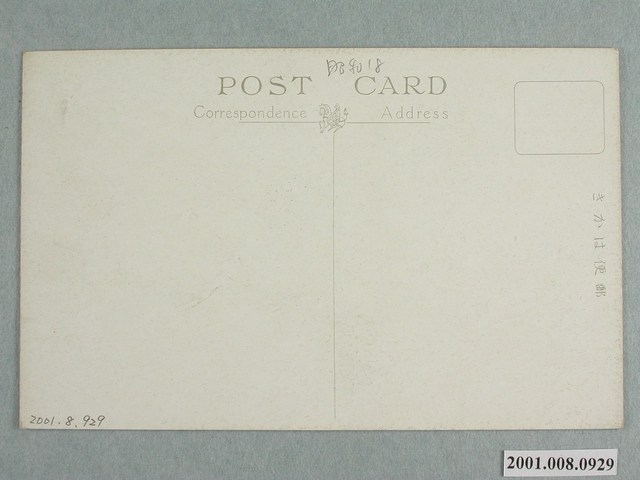 昭和18
POST CARD
Correspondence Address
きかは便郵
2001.8.929
2001.008.0929